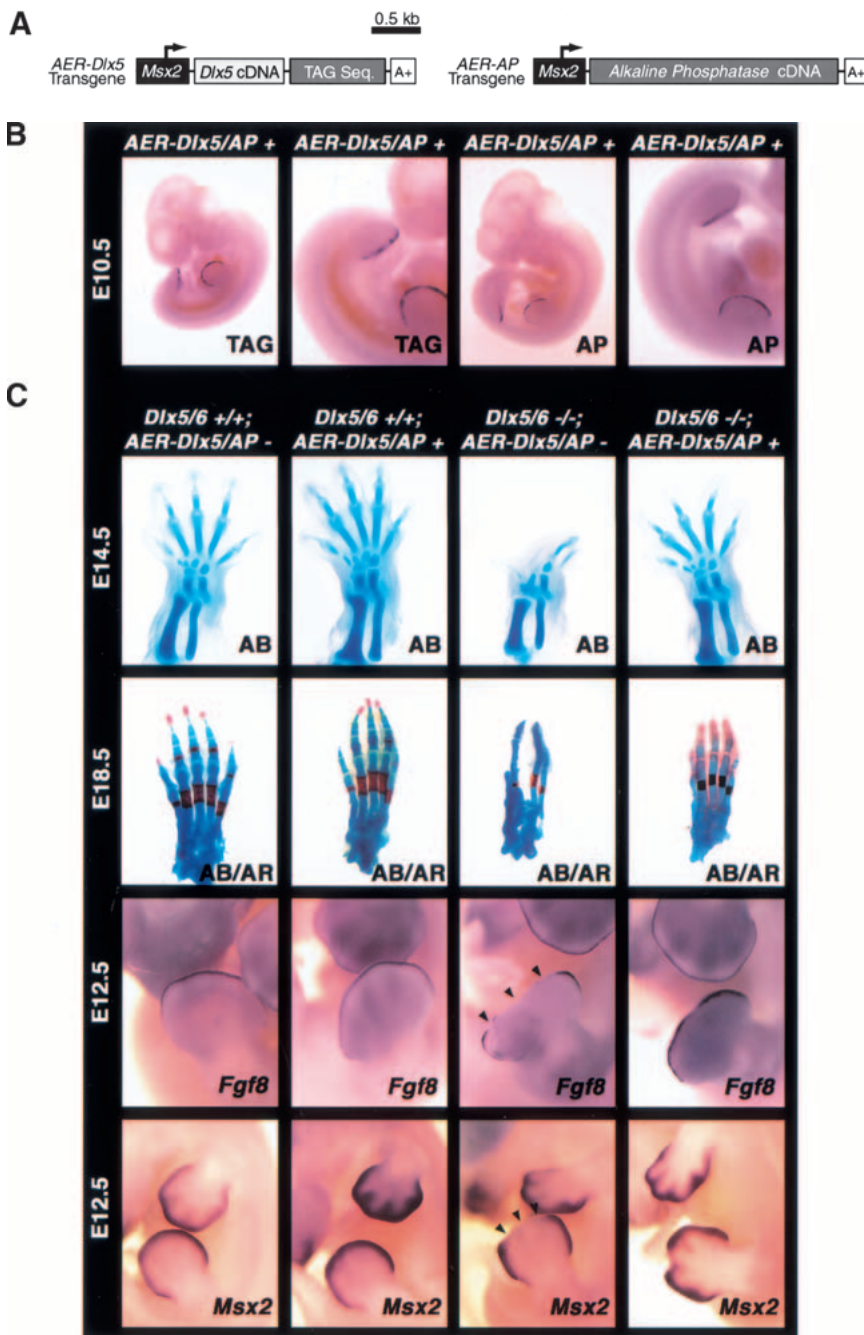 A
0.5 kb
AER-Dlx5 Transgene Msx2 Dlx5 cDNA TAG Seq. A+
AER-AP Transgene Msx2 Alkaline Phosphatase cDNA A+
B
AER-Dlx5/AP + AER-Dlx5/AP + AER-Dlx5/AP + AER-Dlx5/AP +
E10.5
TAG TAG AP AP
C
Dlx5/6 +/+; Dlx5/6 +/+; Dlx5/6 -/-; Dlx5/6 -/-;
AER-Dlx5/AP - AER-Dlx5/AP + AER-Dlx5/AP - AER-Dlx5/AP +
E14.5
AB AB AB AB
E18.5
AB/AR AB/AR AB/AR AB/AR
E12.5
Fgf8 Fgf8 Fgf8 Fgf8
E12.5
Msx2 Msx2 Msx2 Msx2